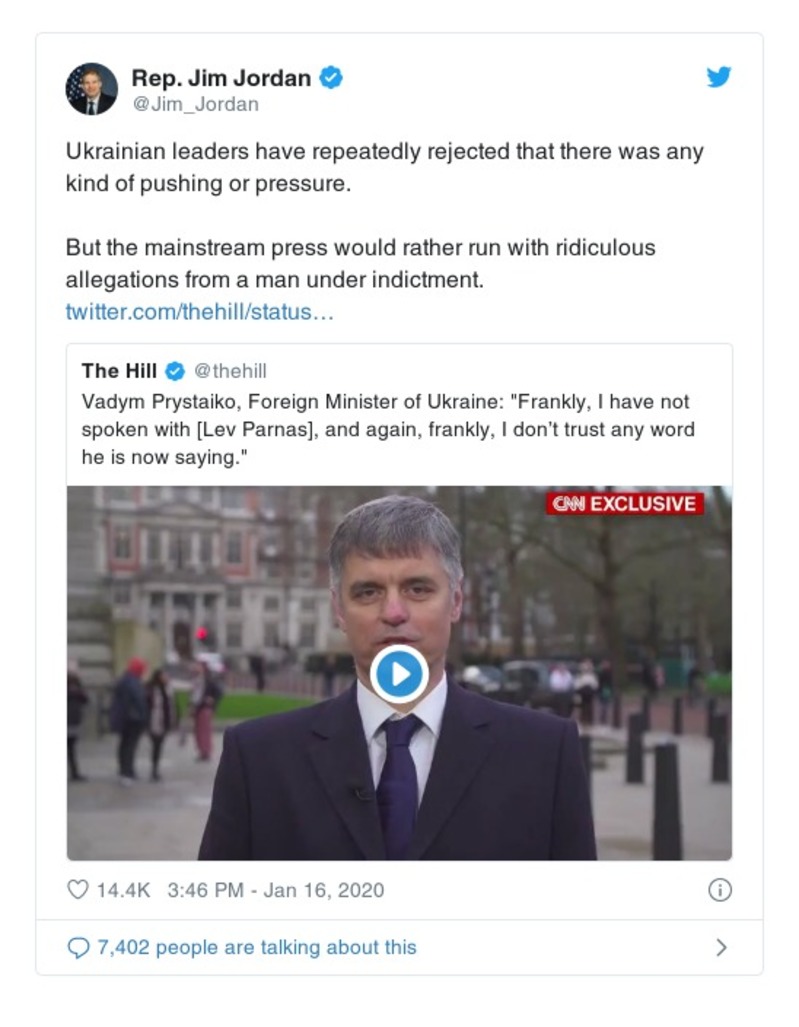 Rep. Jim Jordan
@Jim_Jordan
Ukrainian leaders have repeatedly rejected that there was any
kind of pushing or pressure.
But the mainstream press would rather run with ridiculous
allegations from a man under indictment.
twitter.com/thehill/status…
The Hill @thehill
Vadym Prystaiko, Foreign Minister of Ukraine: "Frankly, I have not
spoken with [Lev Parnas], and again, frankly, I don’t trust any word
he is now saying."
CNN EXCLUSIVE
14.4K 3:46 PM - Jan 16, 2020
7,402 people are talking about this